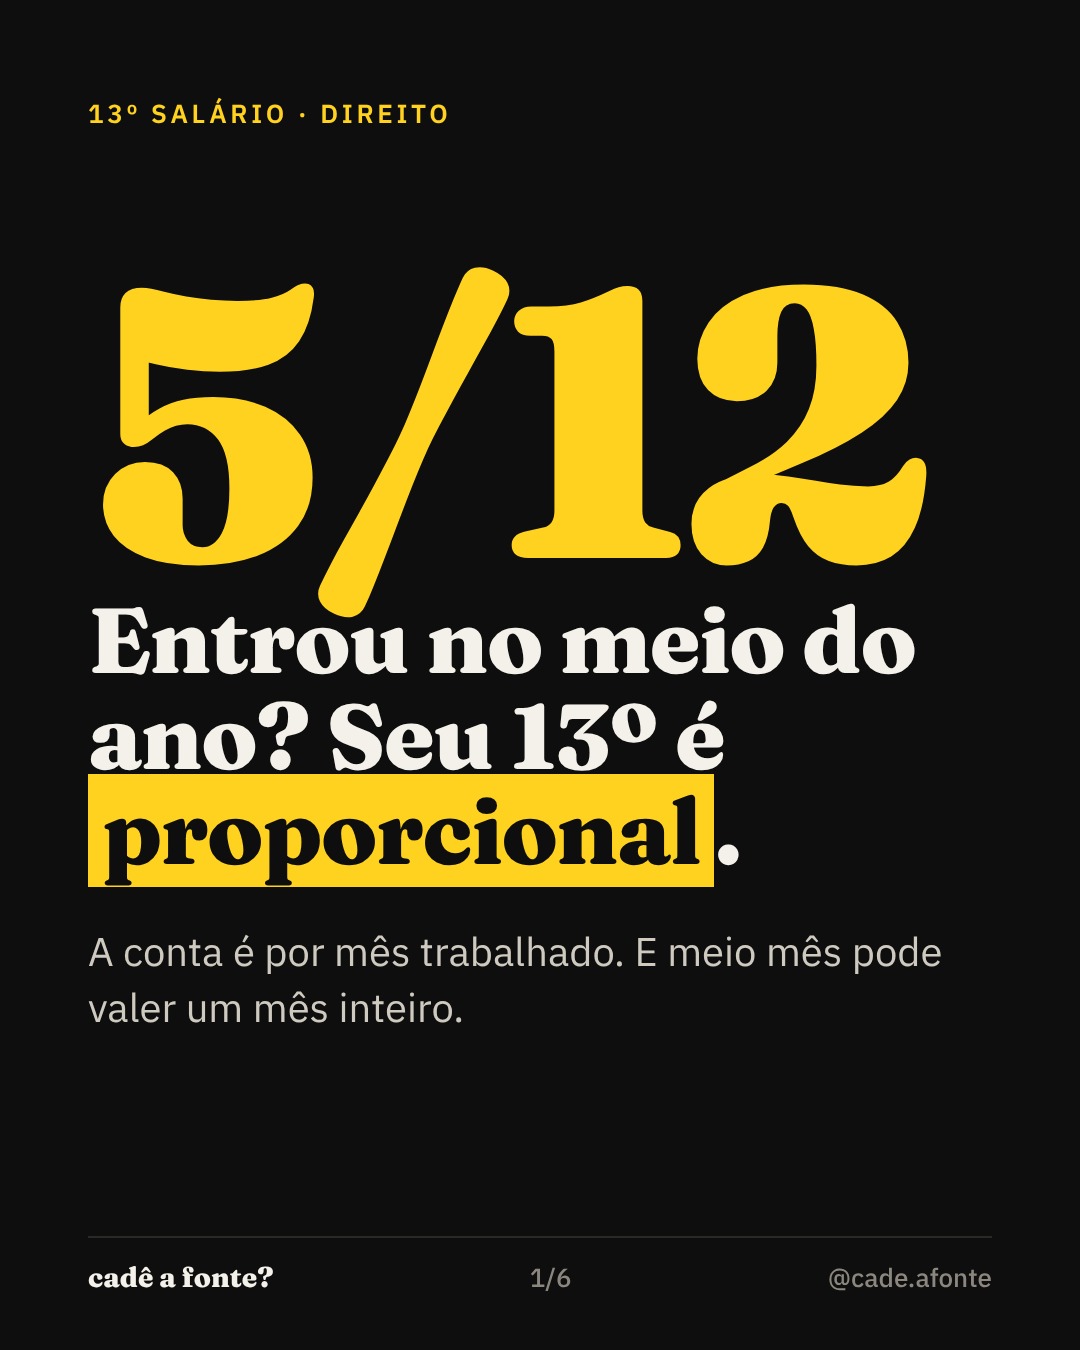 13º SALÁRIO · DIREITO
5/12
Entrou no meio do
ano? Seu 13º é
proporcional.
A conta é por mês trabalhado. E meio mês pode
valer um mês inteiro.
cadê a fonte?
1/6
@cade.afonte